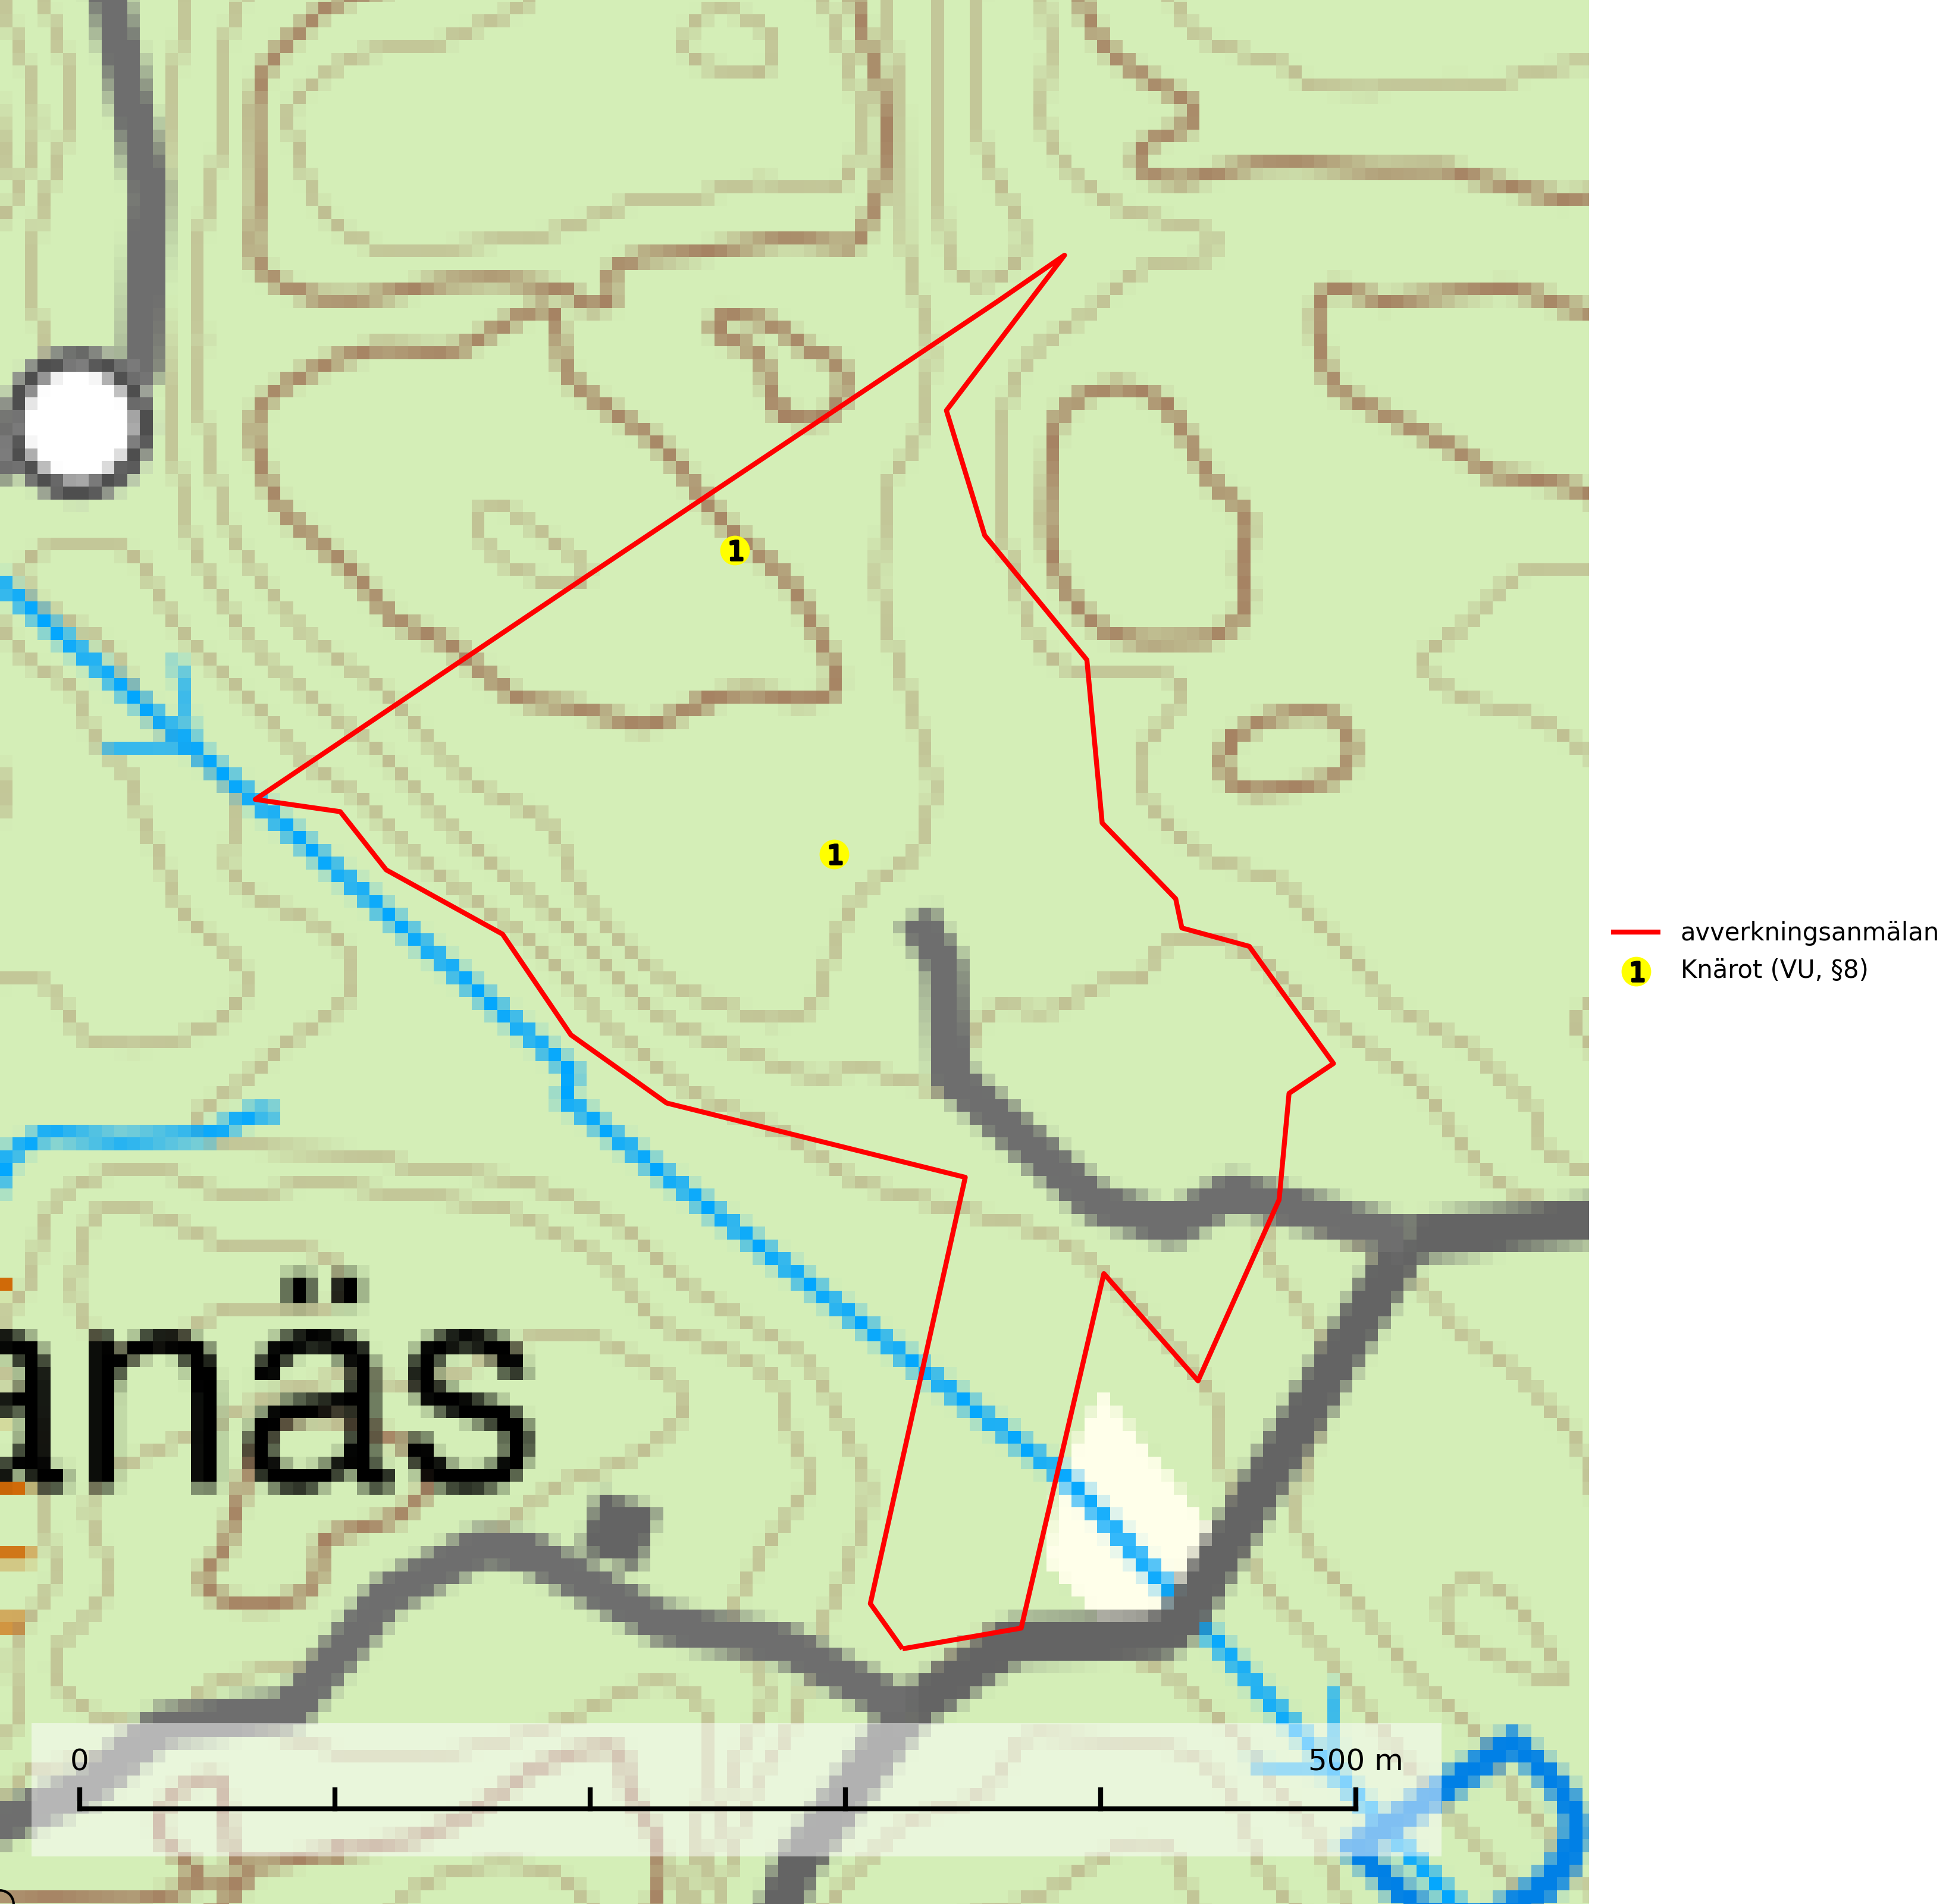 1
1
avverkningsanmälan
1 Knärot (VU, §8)
anäs
0 500 m